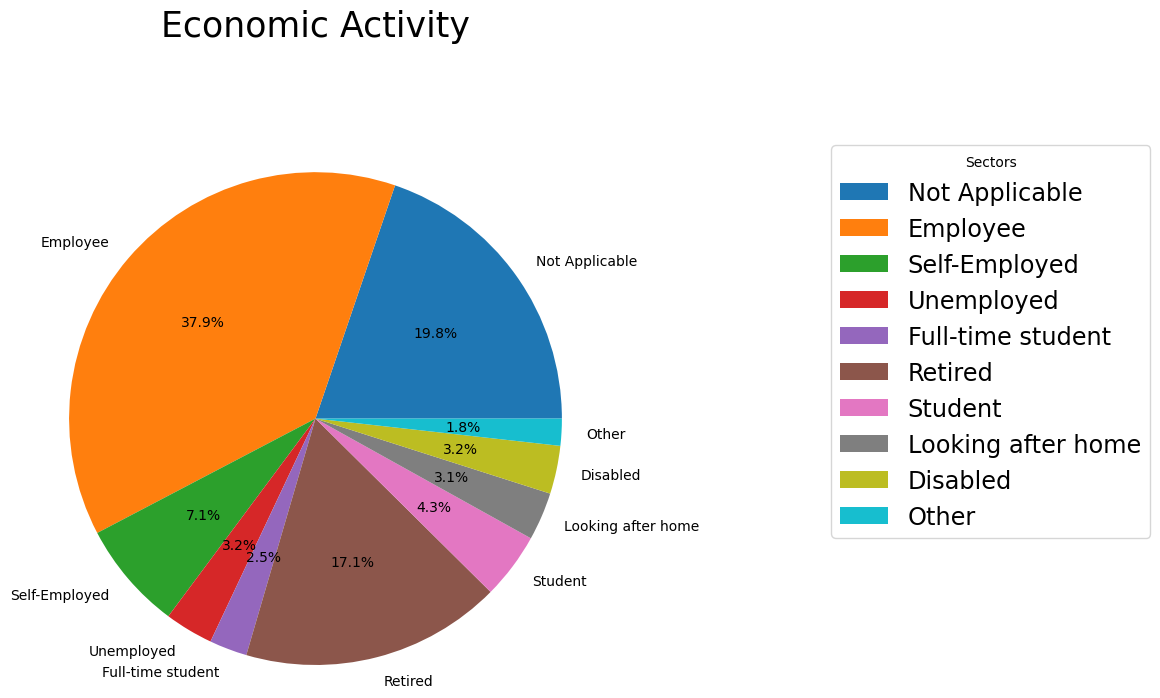 Economic Activity
Employee
Not Applicable
37.9%
19.8%
Other
1.8%
3.2%
Disabled
3.1%
4.3%
Looking after home
7.1%
3.2%
2.5%
17.1%
Student
Self-Employed
Unemployed
Full-time student
Retired
Sectors
Not Applicable
Employee
Self-Employed
Unemployed
Full-time student
Retired
Student
Looking after home
Disabled
Other